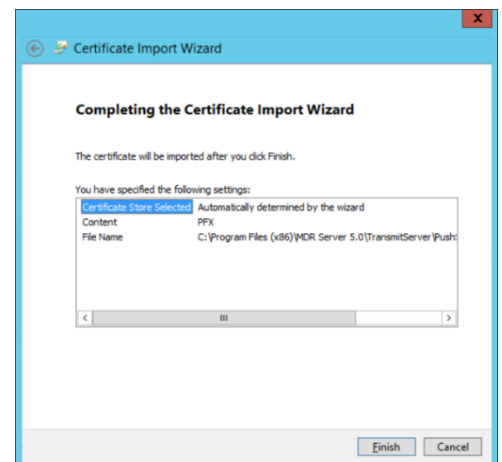 X
Certificate Import Wizard
Completing the Certificate Import Wizard
The certificate will be imported after you click Finish.
You have specified the following settings:
Certificate Store Selected Automatically determined by the wizard
Content PFX
File Name C:\Program Files (x86)\MDR Server 5.0\TransmitServer\Push
Finish Cancel